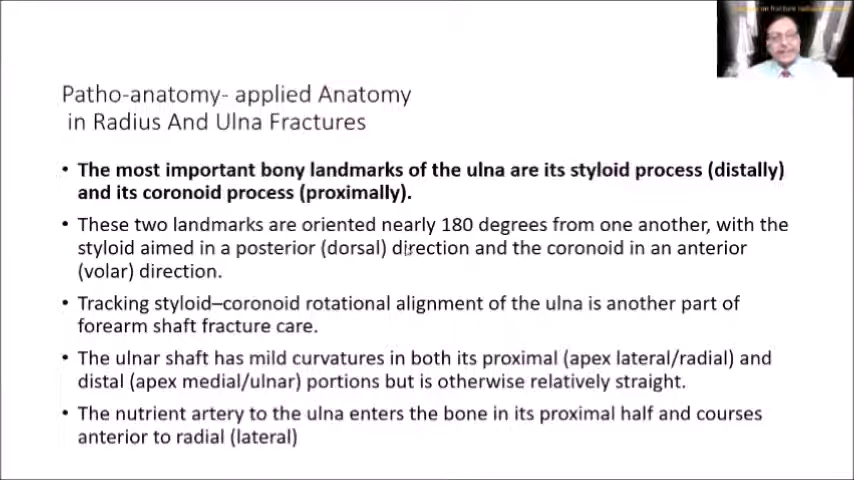 on fracture radius
Patho-anatomy- applied Anatomy
in Radius And Ulna Fractures
• The most important bony landmarks of the ulna are its styloid process (distally)
and its coronoid process (proximally).
• These two landmarks are oriented nearly 180 degrees from one another, with the
styloid aimed in a posterior (dorsal) direction and the coronoid in an anterior
(volar) direction.
• Tracking styloid–coronoid rotational alignment of the ulna is another part of
forearm shaft fracture care.
• The ulnar shaft has mild curvatures in both its proximal (apex lateral/radial) and
distal (apex medial/ulnar) portions but is otherwise relatively straight.
• The nutrient artery to the ulna enters the bone in its proximal half and courses
anterior to radial (lateral)